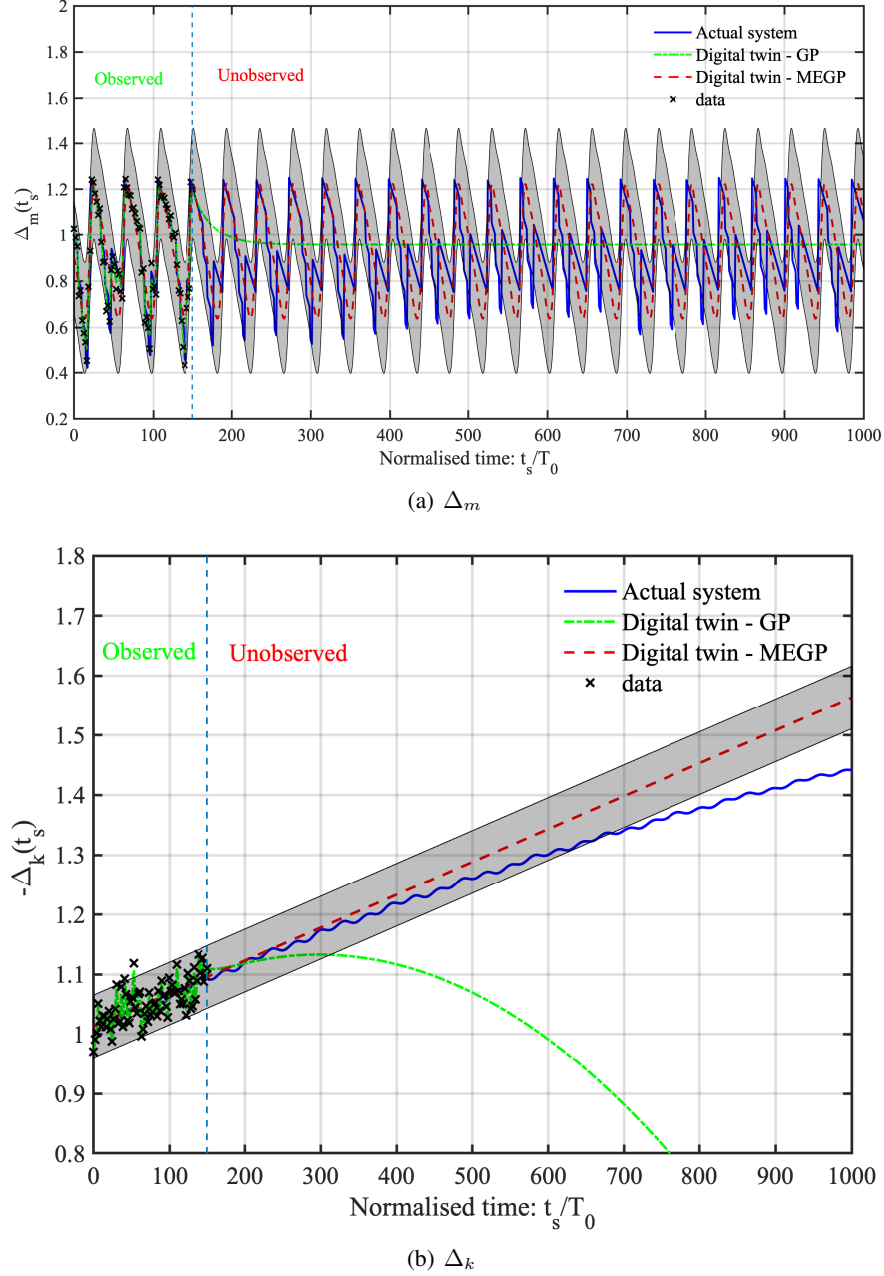 2
1.8
1.6
1.4
1.2
1
0.8
0.6
0.4
0.2
Δm(ts)
Observed
Unobserved
Actual system
Digital twin - GP
Digital twin - MEGP
data
0 100 200 300 400 500 600 700 800 900 1000
Normalised time: ts/T0
(a) Δm
1.8
1.7
1.6
1.5
1.4
1.3
1.2
1.1
1
0.9
0.8
-Δk(ts)
Observed
Unobserved
Actual system
Digital twin - GP
Digital twin - MEGP
data
0 100 200 300 400 500 600 700 800 900 1000
Normalised time: ts/T0
(b) Δk